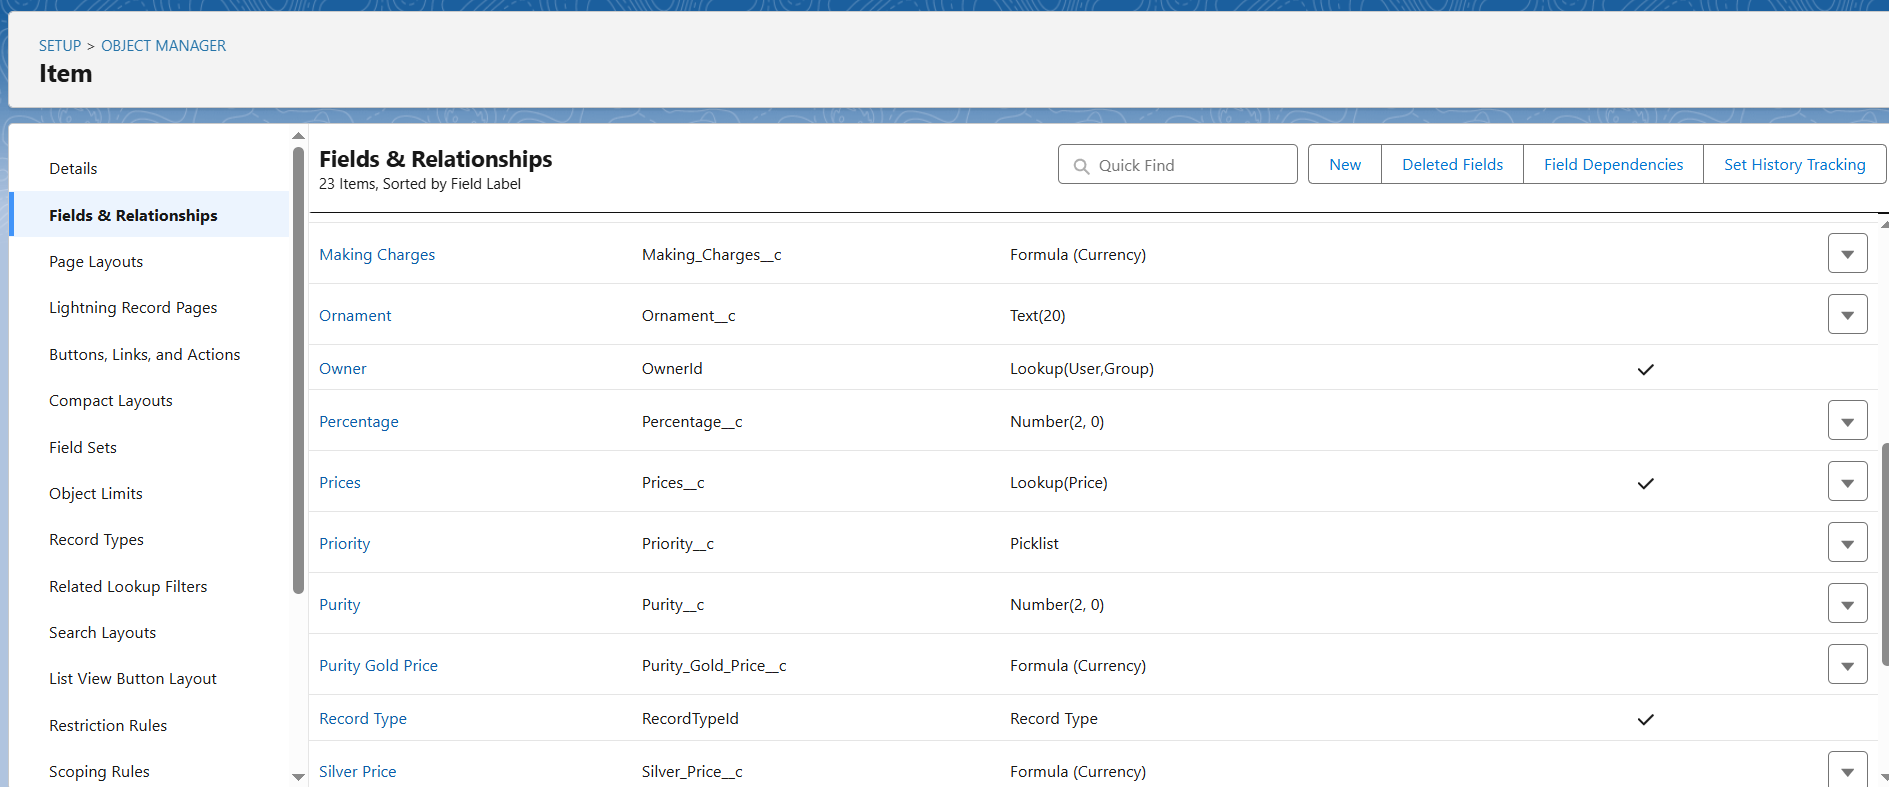 SETUP > OBJECT MANAGER
Item
Details
Fields & Relationships
Page Layouts
Lightning Record Pages
Buttons, Links, and Actions
Compact Layouts
Field Sets
Object Limits
Record Types
Related Lookup Filters
Search Layouts
List View Button Layout
Restriction Rules
Scoping Rules
Fields & Relationships
23 Items, Sorted by Field Label
Quick Find
New
Deleted Fields
Field Dependencies
Set History Tracking
Making Charges Making_Charges__c Formula (Currency)
Ornament Ornament__c Text(20)
Owner OwnerId Lookup(User,Group)
Percentage Percentage__c Number(2, 0)
Prices Prices__c Lookup(Price)
Priority Priority__c Picklist
Purity Purity__c Number(2, 0)
Purity Gold Price Purity_Gold_Price__c Formula (Currency)
Record Type RecordTypeId Record Type
Silver Price Silver_Price__c Formula (Currency)